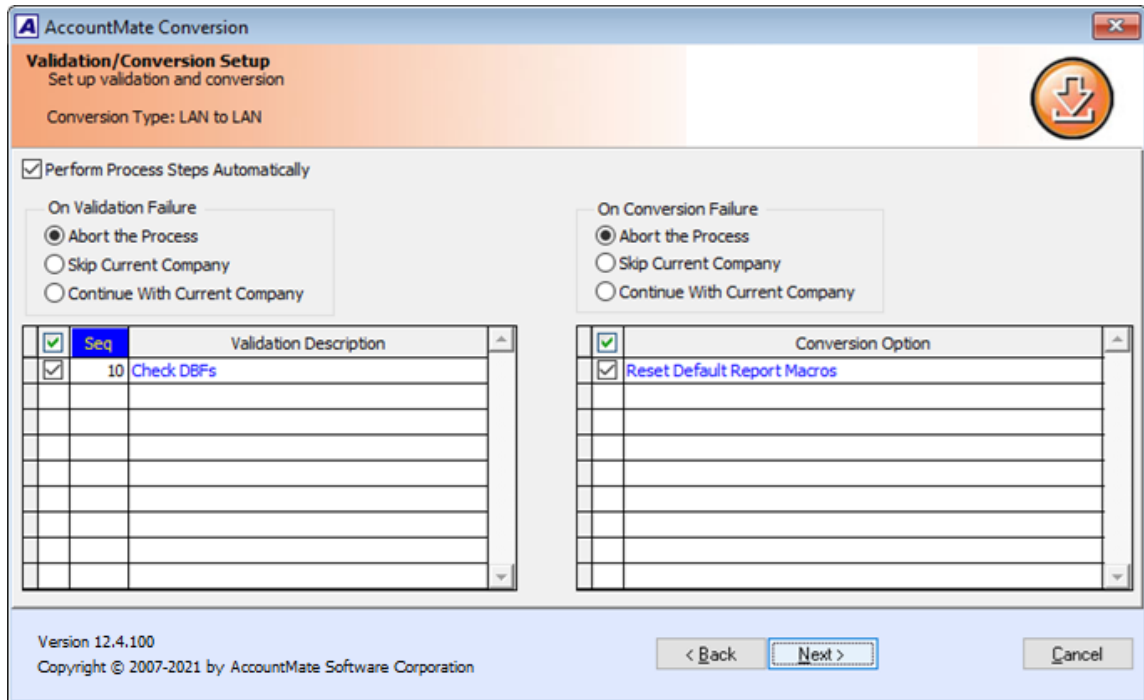 A AccountMate Conversion
Validation/Conversion Setup
Set up validation and conversion
Conversion Type: LAN to LAN
Perform Process Steps Automatically
On Validation Failure
Abort the Process
Skip Current Company
Continue With Current Company
On Conversion Failure
Abort the Process
Skip Current Company
Continue With Current Company
Seq Validation Description
10 Check DBFs
Conversion Option
Reset Default Report Macros
Version 12.4.100
Copyright © 2007-2021 by AccountMate Software Corporation
< Back Next > Cancel